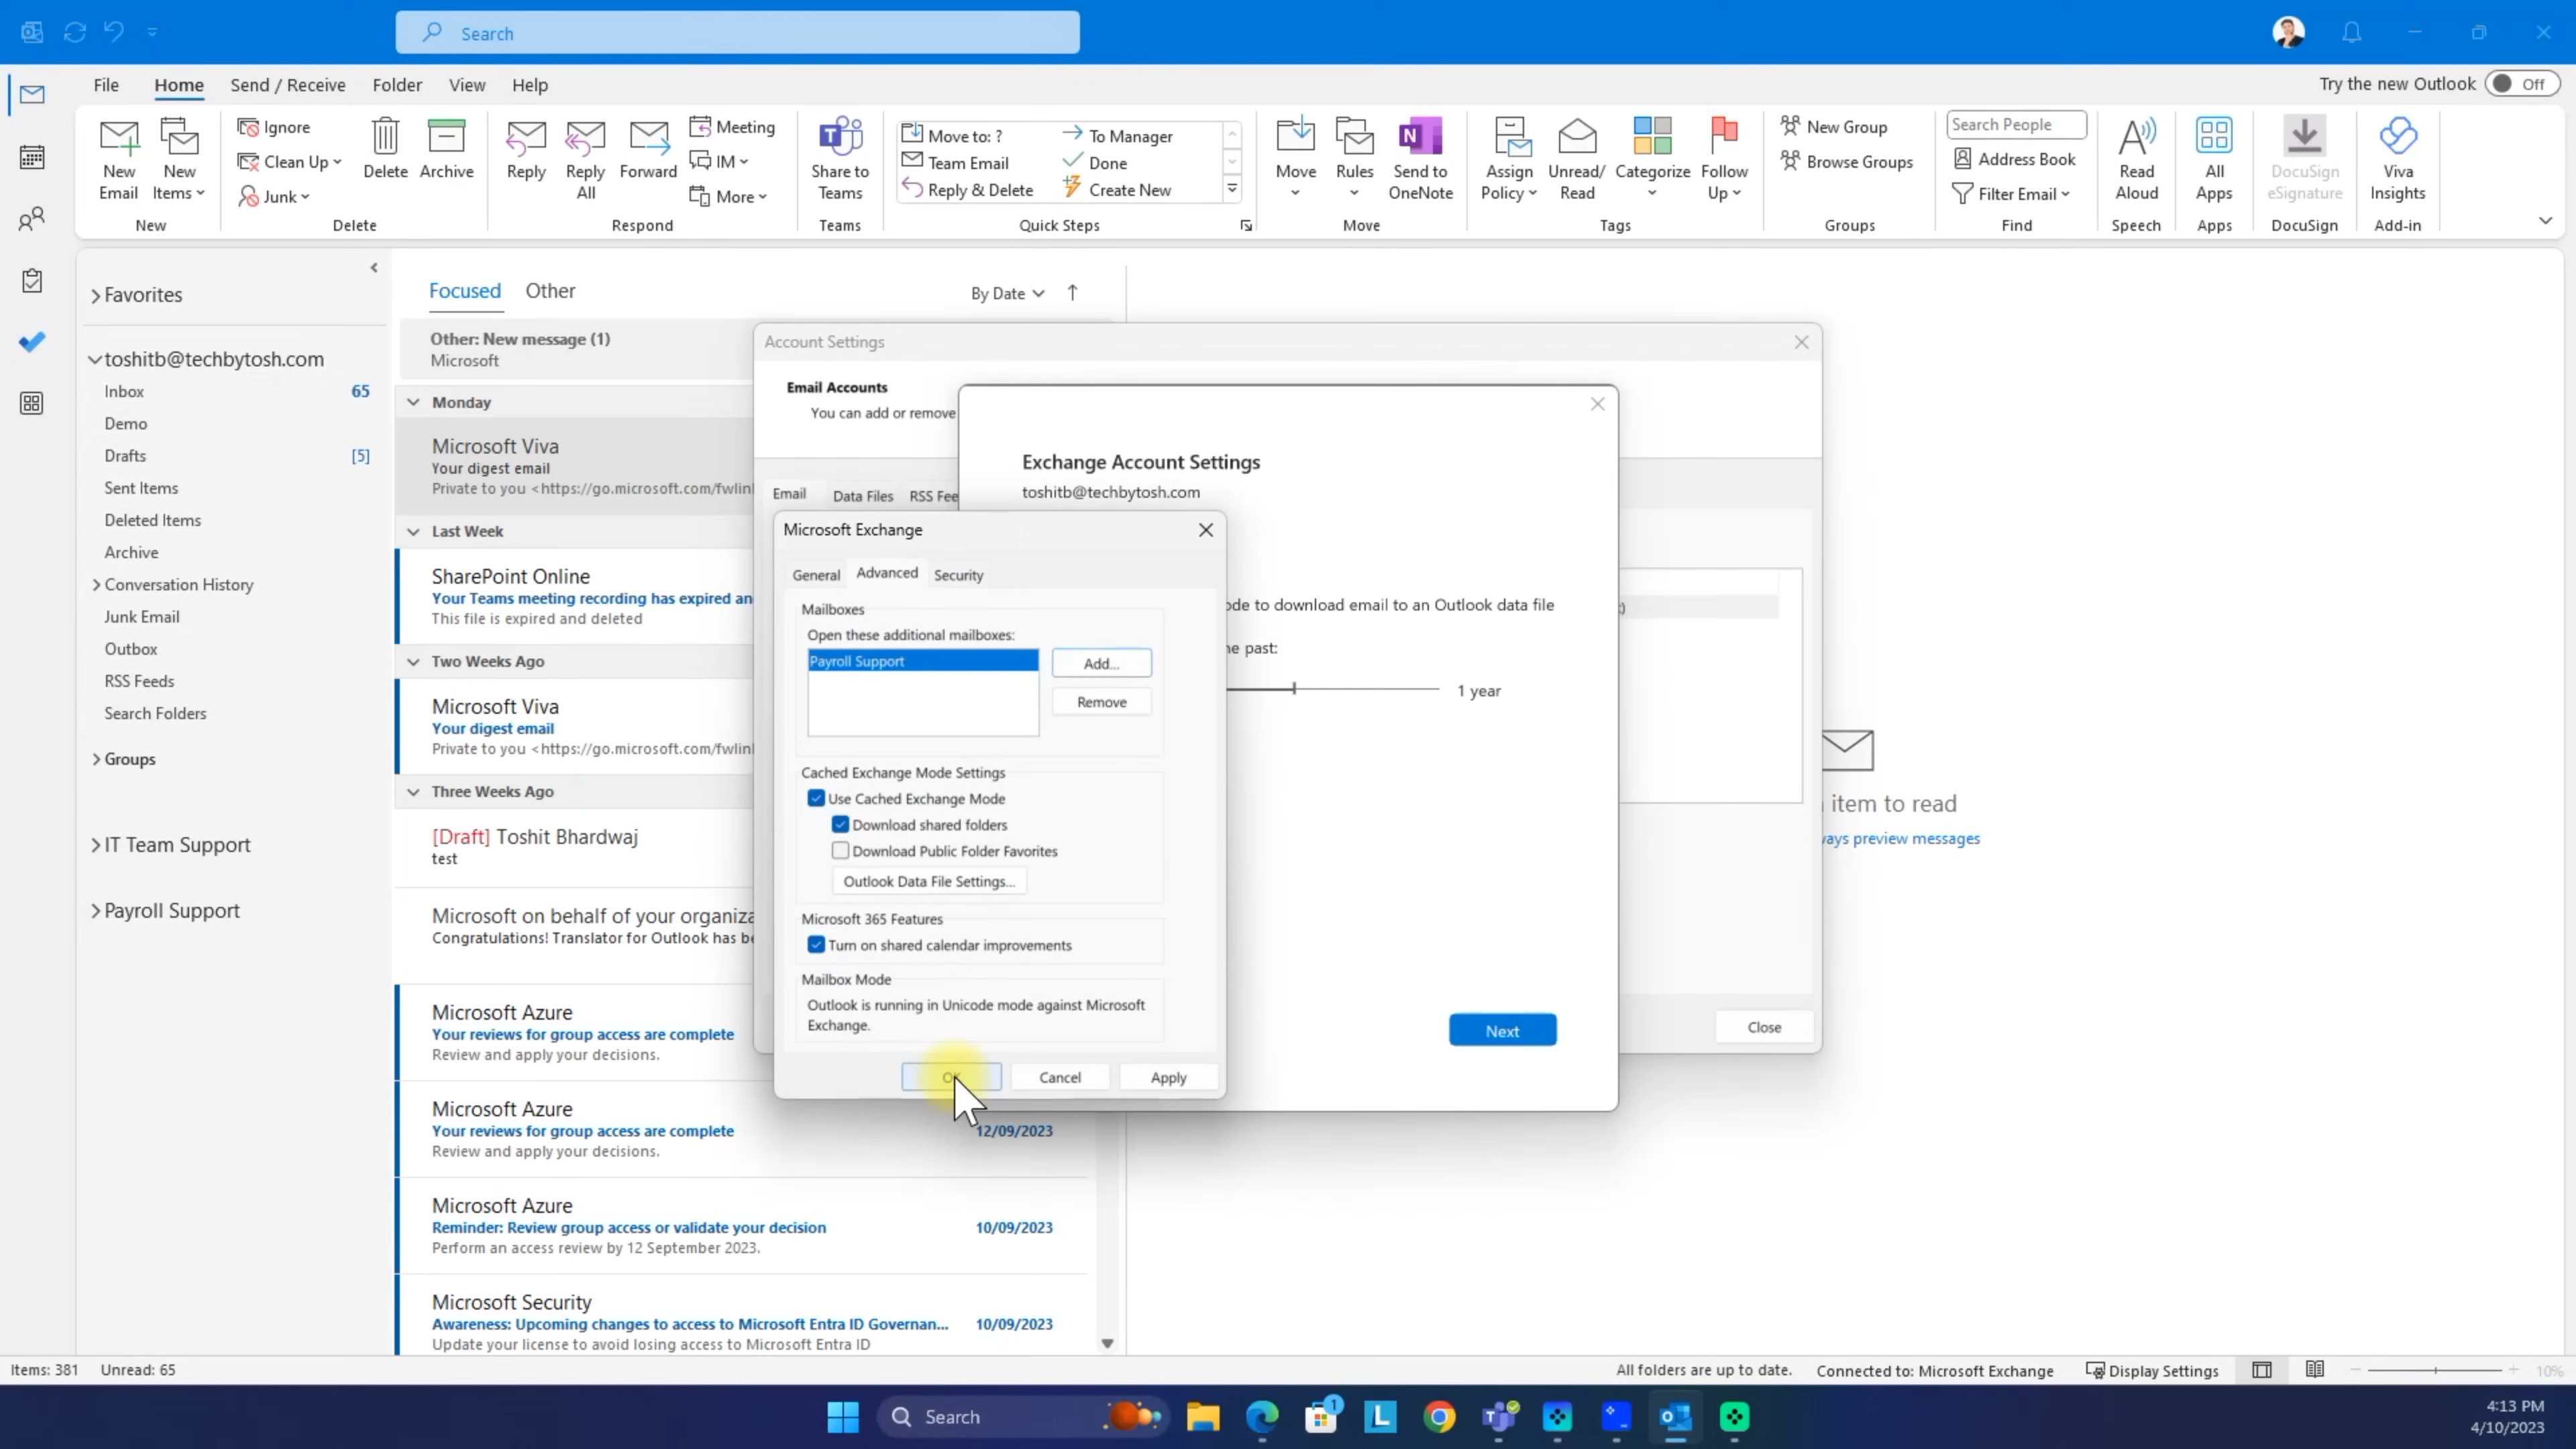 Search
File Home Send / Receive Folder View Help
Try the new Outlook Off
New Email
New Items
New
Ignore
Clean Up
Junk
Delete
Archive
Delete
Reply
Reply All
Forward
Meeting
IM
More
Respond
Share to Teams
Teams
Move to: ?
Team Email
Reply & Delete
To Manager
Done
Create New
Quick Steps
Move
Rules
Send to OneNote
Move
Assign Policy
Unread/ Read
Categorize
Follow Up
Tags
New Group
Browse Groups
Groups
Search People
Address Book
Filter Email
Find
Read Aloud
Speech
All Apps
Apps
DocuSign eSignature
DocuSign
Viva Insights
Add-in
Favorites
toshitb@techbytosh.com
Inbox 65
Demo
Drafts [5]
Sent Items
Deleted Items
Archive
Conversation History
Junk Email
Outbox
RSS Feeds
Search Folders
Groups
IT Team Support
Payroll Support
Focused Other By Date
Other: New message (1)
Microsoft
Monday
Microsoft Viva
Your digest email
Private to you <https://go.microsoft.com/fwlin
Last Week
SharePoint Online
Your Teams meeting recording has expired an
This file is expired and deleted
Two Weeks Ago
Microsoft Viva
Your digest email
Private to you <https://go.microsoft.com/fwlin
Three Weeks Ago
[Draft] Toshit Bhardwaj
test
Microsoft on behalf of your organiza
Congratulations! Translator for Outlook has be
Microsoft Azure
Your reviews for group access are complete
Review and apply your decisions.
Microsoft Azure
Your reviews for group access are complete 12/09/2023
Review and apply your decisions.
Microsoft Azure
Reminder: Review group access or validate your decision 10/09/2023
Perform an access review by 12 September 2023.
Microsoft Security
Awareness: Upcoming changes to access to Microsoft Entra ID Governan... 10/09/2023
Update your license to avoid losing access to Microsoft Entra ID
Account Settings
Email Accounts
You can add or remove
Email Data Files RSS Fee
Exchange Account Settings
toshitb@techbytosh.com
ode to download email to an Outlook data file
he past:
1 year
Next
Close
Microsoft Exchange
General Advanced Security
Mailboxes
Open these additional mailboxes:
Payroll Support
Add...
Remove
Cached Exchange Mode Settings
Use Cached Exchange Mode
Download shared folders
Download Public Folder Favorites
Outlook Data File Settings...
Microsoft 365 Features
Turn on shared calendar improvements
Mailbox Mode
Outlook is running in Unicode mode against Microsoft
Exchange.
OK Cancel Apply
item to read
ways preview messages
Items: 381 Unread: 65
All folders are up to date. Connected to: Microsoft Exchange Display Settings 10%
Search
1
4:13 PM
4/10/2023